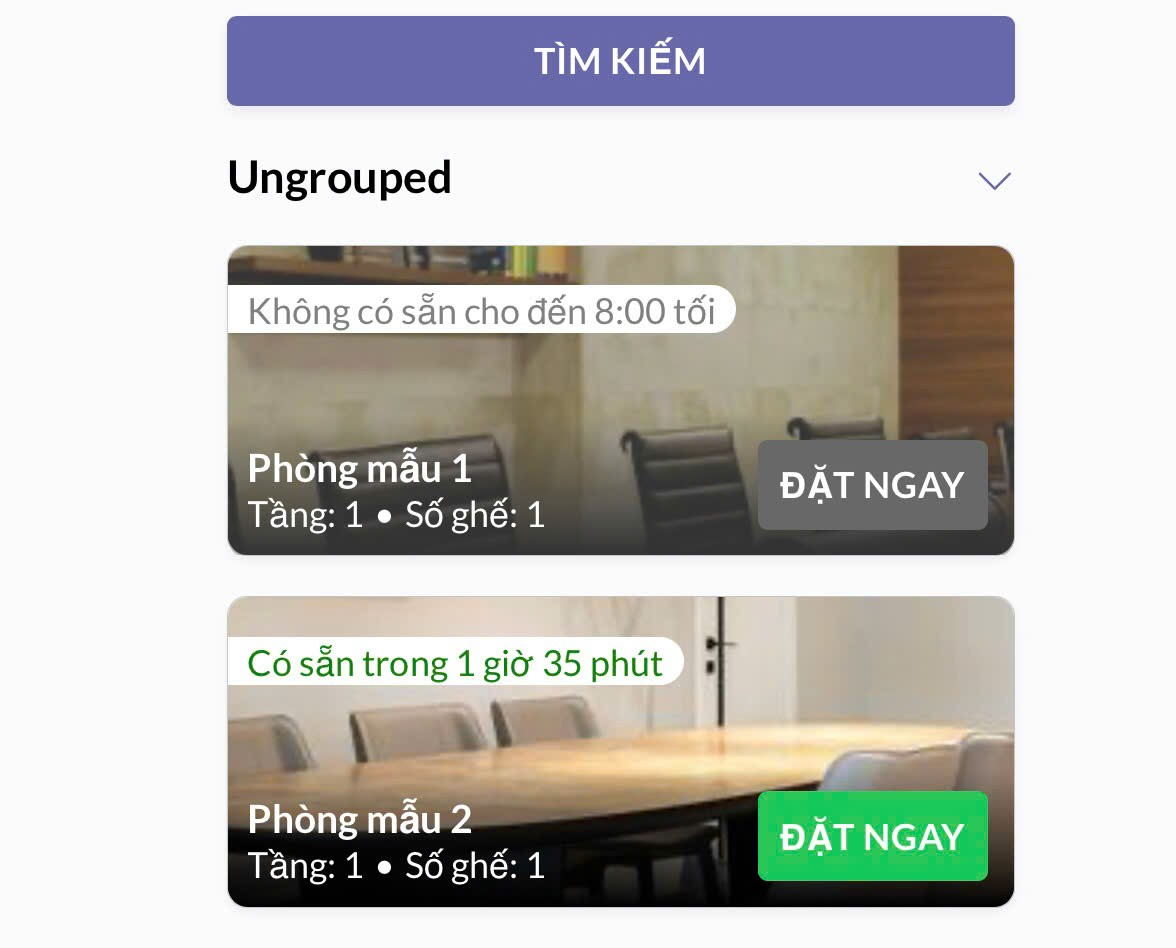 TÌM KIẾM
Ungrouped
Không có sẵn cho đến 8:00 tối
Phòng mẫu 1
Tầng: 1 • Số ghế: 1
ĐẶT NGAY
Có sẵn trong 1 giờ 35 phút
Phòng mẫu 2
Tầng: 1 • Số ghế: 1
ĐẶT NGAY